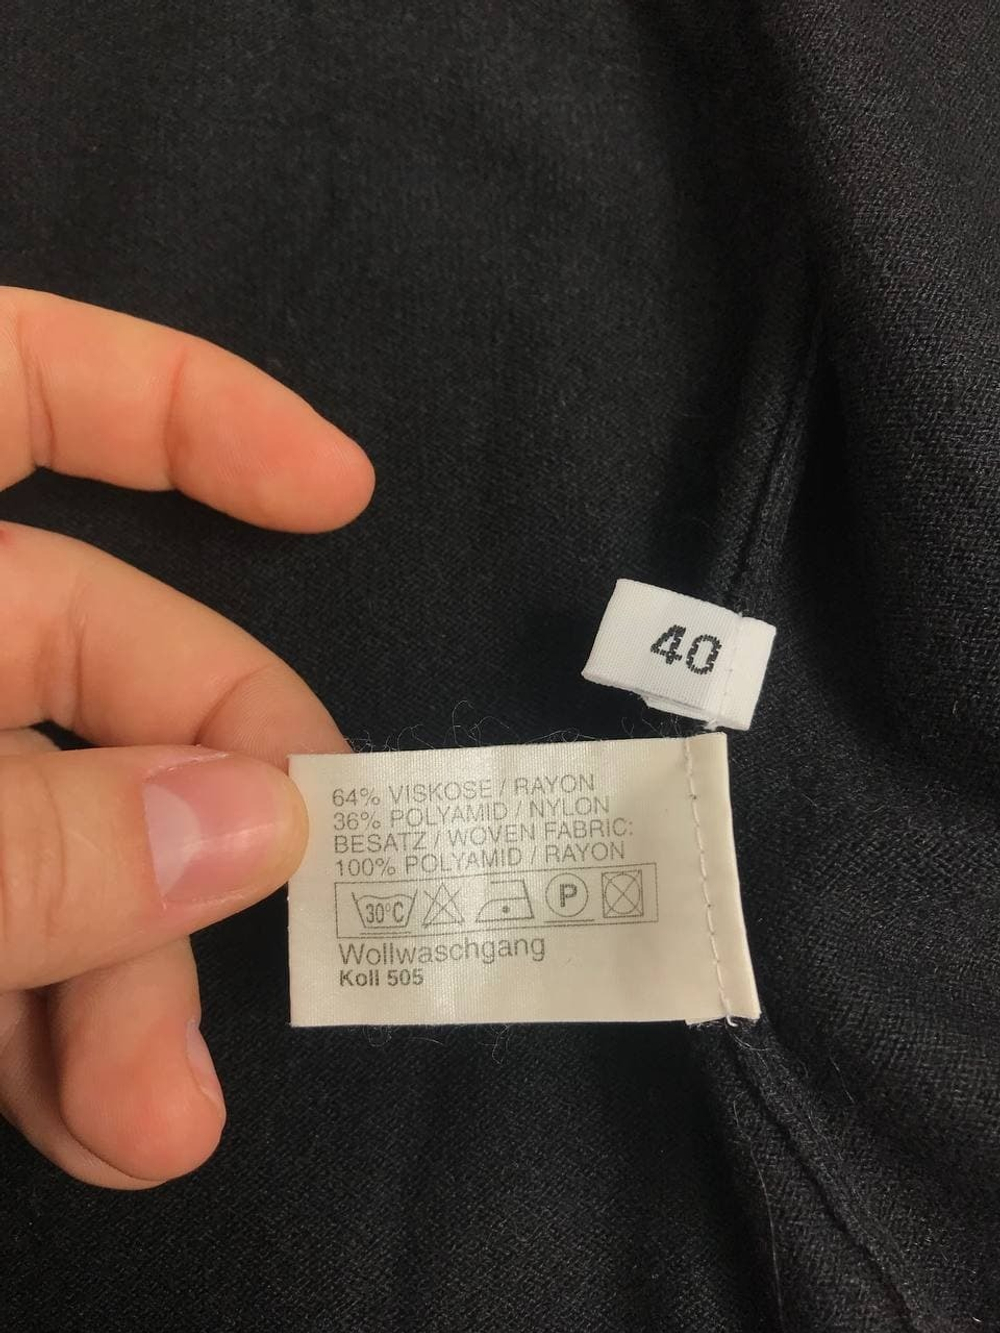 40
64% VISKOSE / RAYON
36% POLYAMID / NYLON
BESATZ / WOVEN FABRIC:
100% POLYAMID / RAYON
30°C P
Wollwaschgang
Koll 505